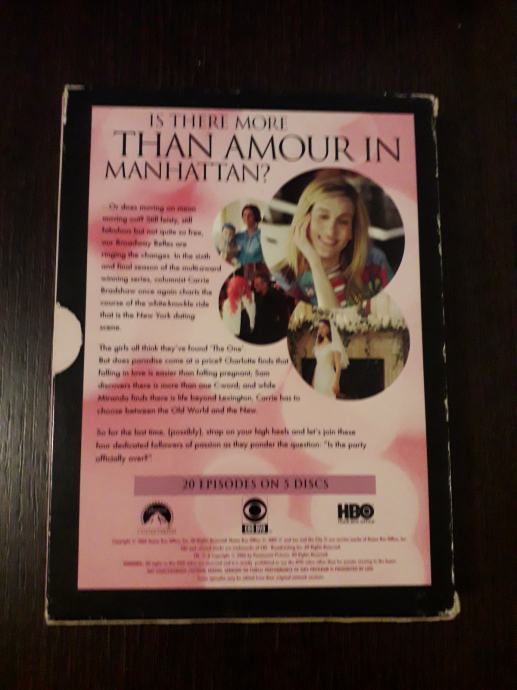 IS THERE MORE
THAN AMOUR IN
MANHATTAN?
...Or does moving on mean
moving out? Still feisty, still
fabulous but not quite so free,
our Broadway Belles are
ringing the changes. In the sixth
and final season of the multi-award
winning series, columnist Carrie
Bradshaw once again charts the
course of the white-knuckle ride
that is the New York dating
scene.
The girls all think they've found 'The One'.
But does paradise come at a price? Charlotte finds that
falling in love is easier than falling pregnant; Sam
discovers there is more than one C-word; and while
Miranda finds there is life beyond Lexington, Carrie has to
choose between the Old World and the New.
So for the last time, (possibly), strap on your high heels and let's join these
four dedicated followers of passion as they ponder the question: "Is the party
officially over?"
20 EPISODES ON 5 DISCS
CBS DVD
HBO